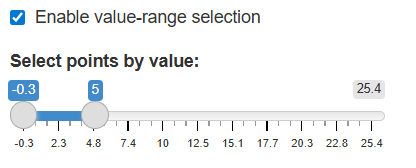 Enable value-range selection
Select points by value:
-0.3 5 25.4
-0.3 2.3 4.8 7.4 10 12.5 15.1 17.7 20.3 22.8 25.4